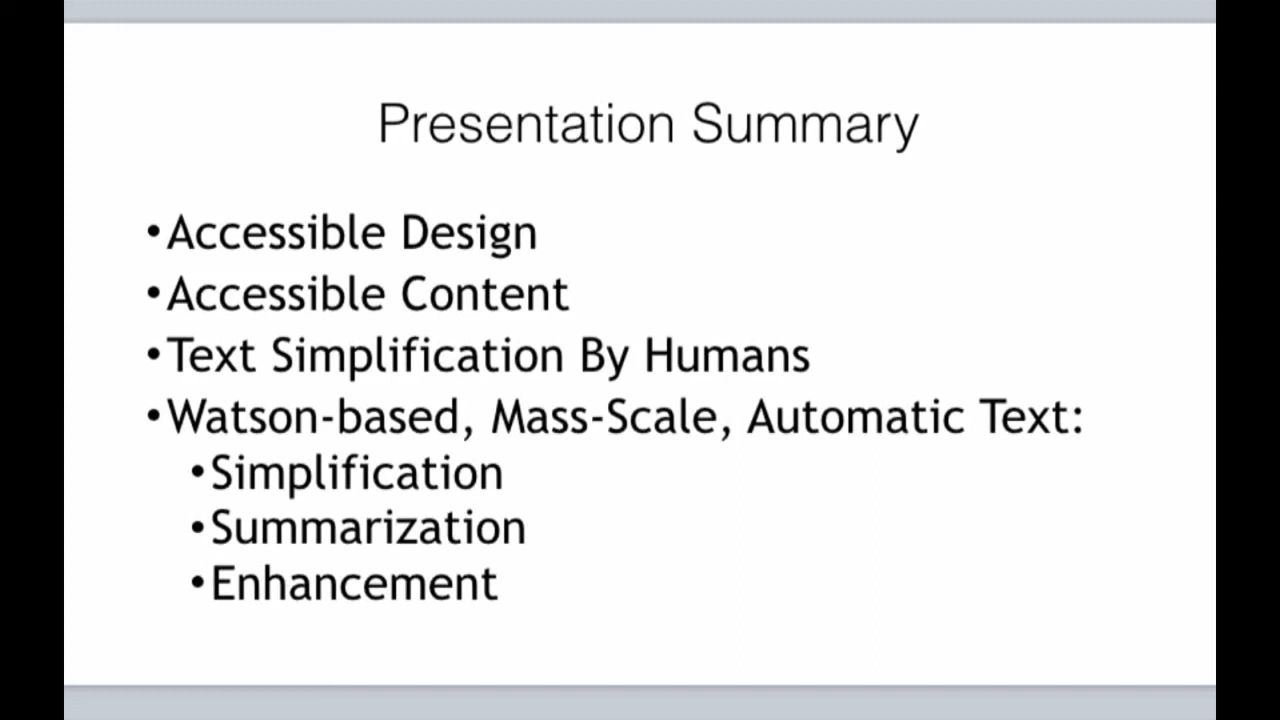 Presentation Summary
•Accessible Design
•Accessible Content
•Text Simplification By Humans
•Watson-based, Mass-Scale, Automatic Text:
•Simplification
•Summarization
•Enhancement